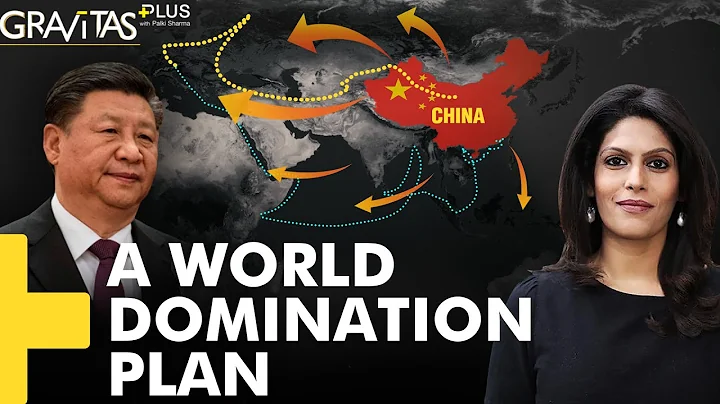 GRAVITAS PLUS
with Palki Sharma
CHINA
A WORLD
DOMINATION
PLAN